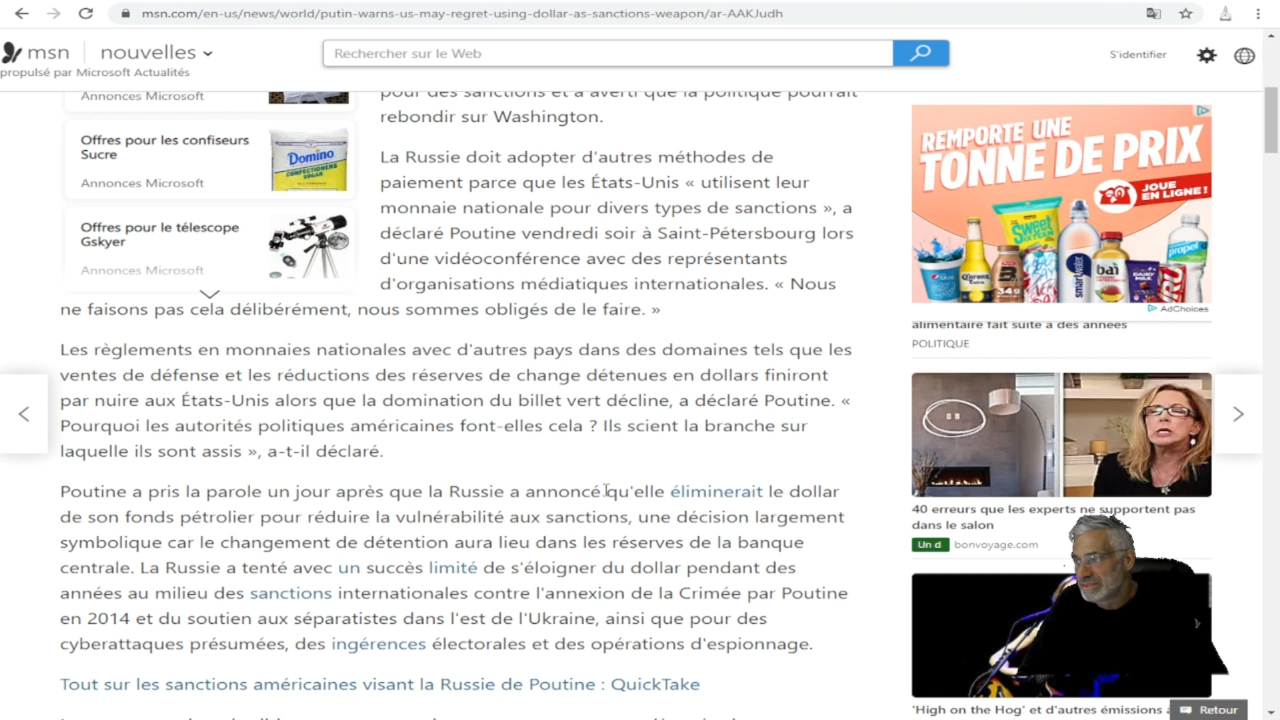 msn.com/en-us/news/world/putin-warns-us-may-regret-using-dollar-as-sanctions-weapon/ar-AAKJudh
msn nouvelles
propulsé par Microsoft Actualités
Rechercher sur le Web
S'identifier
Annonces Microsoft
Offres pour les confiseurs
Sucre
Annonces Microsoft
Domino
CONFECTIONERS
SUGAR
Offres pour le télescope
Gskyer
Annonces Microsoft
pour des sanctions et a averti que la politique pourrait
rebondir sur Washington.
La Russie doit adopter d'autres méthodes de
paiement parce que les États-Unis « utilisent leur
monnaie nationale pour divers types de sanctions », a
déclaré Poutine vendredi soir à Saint-Pétersbourg lors
d'une vidéoconférence avec des représentants
d'organisations médiatiques internationales. « Nous
ne faisons pas cela délibérément, nous sommes obligés de le faire. »
Les règlements en monnaies nationales avec d'autres pays dans des domaines tels que les
ventes de défense et les réductions des réserves de change détenues en dollars finiront
par nuire aux États-Unis alors que la domination du billet vert décline, a déclaré Poutine. «
Pourquoi les autorités politiques américaines font-elles cela ? Ils scient la branche sur
laquelle ils sont assis », a-t-il déclaré.
Poutine a pris la parole un jour après que la Russie a annoncé qu'elle éliminerait le dollar
de son fonds pétrolier pour réduire la vulnérabilité aux sanctions, une décision largement
symbolique car le changement de détention aura lieu dans les réserves de la banque
centrale. La Russie a tenté avec un succès limité de s'éloigner du dollar pendant des
années au milieu des sanctions internationales contre l'annexion de la Crimée par Poutine
en 2014 et du soutien aux séparatistes dans l'est de l'Ukraine, ainsi que pour des
cyberattaques présumées, des ingérences électorales et des opérations d'espionnage.
Tout sur les sanctions américaines visant la Russie de Poutine : QuickTake
REMPORTE UNE
TONNE DE PRIX
JOUE
EN LIGNE!
SWEET
Corona
smartwater
bai
DAIRY
MILK
propel
AdChoices
alimentaire fait suite à des années
POLITIQUE
40 erreurs que les experts ne supportent pas
dans le salon
Un d bonvoyage.com
'High on the Hog' et d'autres émissions
Retour